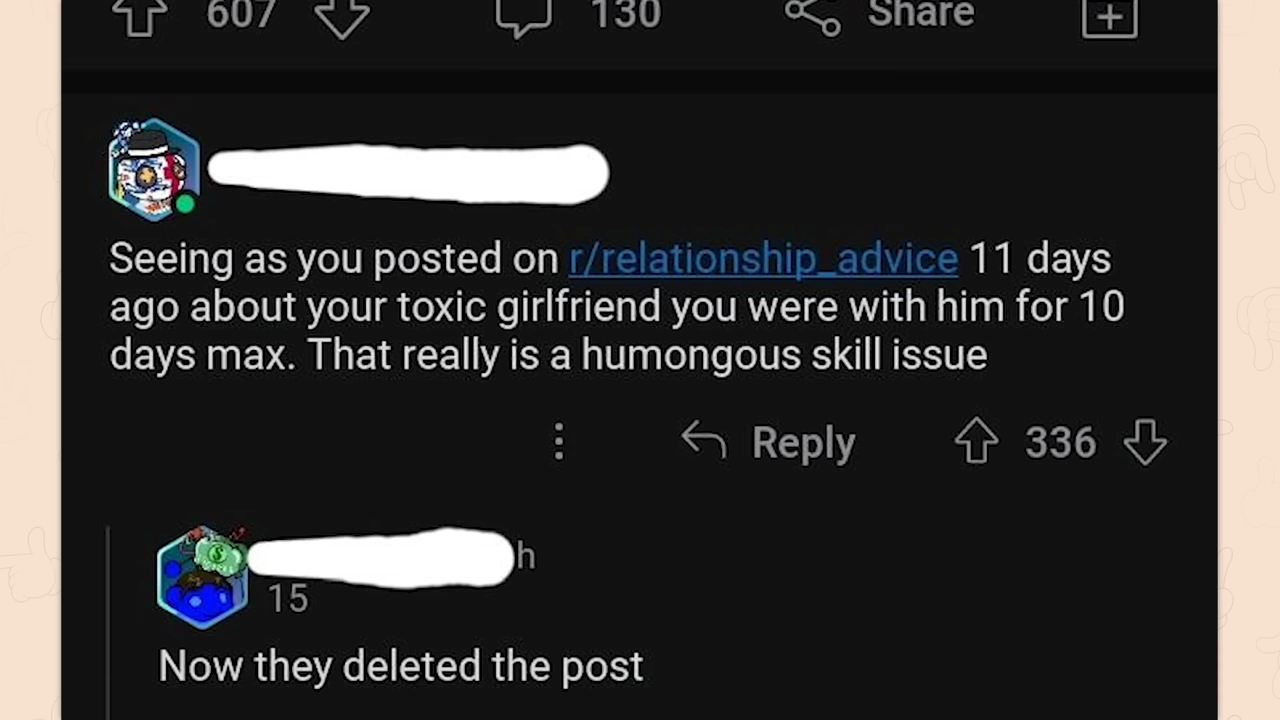 607 130 Share
Seeing as you posted on r/relationship_advice 11 days
ago about your toxic girlfriend you were with him for 10
days max. That really is a humongous skill issue
Reply 336
h
15
Now they deleted the post